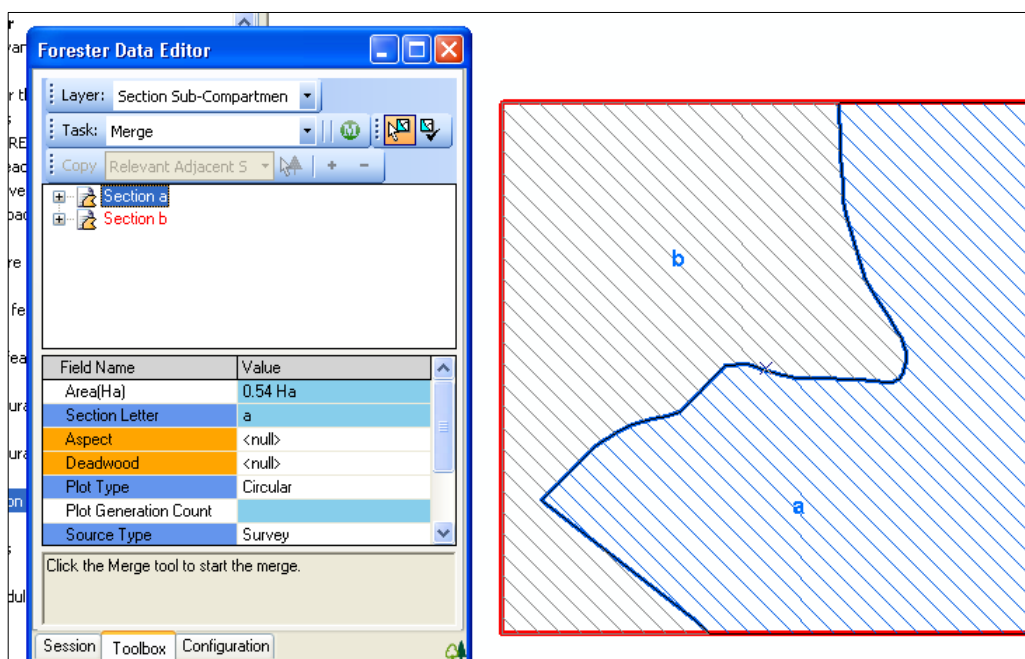 Forester Data Editor
Layer: Section Sub-Compartmen
Task: Merge
Copy Relevant Adjacent S
Section a
Section b
Field Name Value
Area(Ha) 0.54 Ha
Section Letter a
Aspect <null>
Deadwood <null>
Plot Type Circular
Plot Generation Count
Source Type Survey
Click the Merge tool to start the merge.
Session Toolbox Configuration
b
a